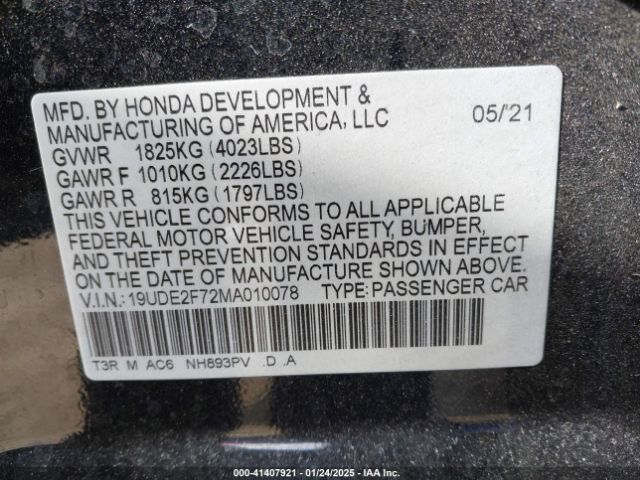 MFD. BY HONDA DEVELOPMENT &
MANUFACTURING OF AMERICA, LLC 05/21
GVWR 1825KG (4023LBS)
GAWR F 1010KG (2226LBS)
GAWR R 815KG (1797LBS)
THIS VEHICLE CONFORMS TO ALL APPLICABLE
FEDERAL MOTOR VEHICLE SAFETY, BUMPER,
AND THEFT PREVENTION STANDARDS IN EFFECT
ON THE DATE OF MANUFACTURE SHOWN ABOVE.
V.I.N.: 19UDE2F72MA010078 TYPE: PASSENGER CAR
T3R M AC6 NH893PV .D .A
000-41407921 - 01/24/2025 - IAA Inc.